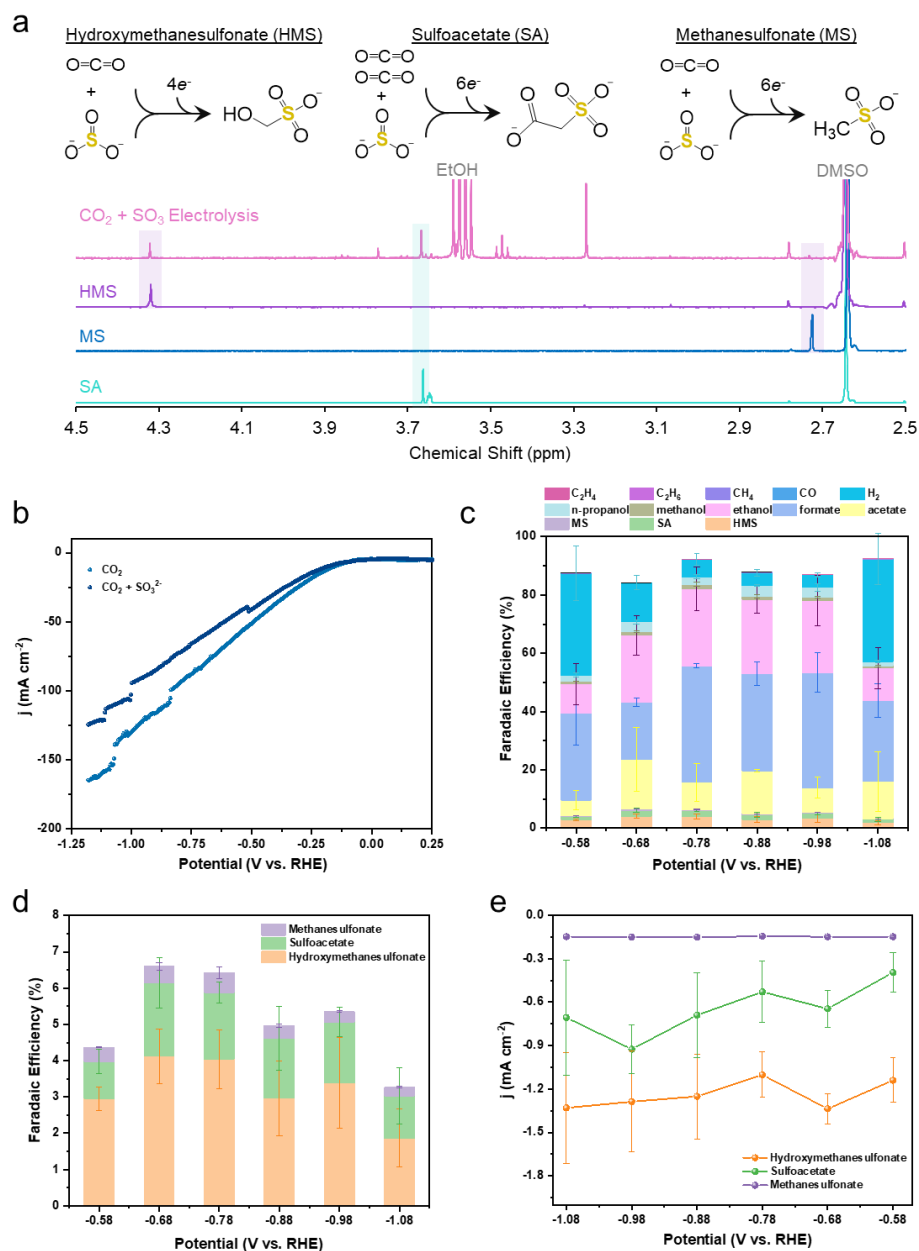 a
Hydroxymethanesulfonate (HMS)
Sulfoacetate (SA)
Methanesulfonate (MS)
O=C=O
+
O
S
O⁻ O⁻
4e⁻
HO
O
S
O⁻
O
O=C=O
O=C=O
+
O
S
O⁻ O⁻
6e⁻
O
O⁻
O
S
O⁻
O
O=C=O
+
O
S
O⁻ O⁻
6e⁻
H₃C
O
S
O⁻
O
EtOH
DMSO
CO₂ + SO₃ Electrolysis
HMS
MS
SA
4.5 4.3 4.1 3.9 3.7 3.5 3.3 3.1 2.9 2.7 2.5
Chemical Shift (ppm)
b
0
-50
-100
-150
-200
j (mA cm⁻²)
CO₂
CO₂ + SO₃²⁻
-1.25 -1.00 -0.75 -0.50 -0.25 0.00 0.25
Potential (V vs. RHE)
c
C₂H₄ C₂H₆ CH₄ CO H₂
n-propanol methanol ethanol formate acetate
MS SA HMS
100
80
60
40
20
0
Faradaic Efficiency (%)
-0.58 -0.68 -0.78 -0.88 -0.98 -1.08
Potential (V vs. RHE)
d
8
7
6
5
4
3
2
1
0
Faradaic Efficiency (%)
Methanesulfonate
Sulfoacetate
Hydroxymethanesulfonate
-0.58 -0.68 -0.78 -0.88 -0.98 -1.08
Potential (V vs. RHE)
e
0.0
-0.3
-0.6
-0.9
-1.2
-1.5
-1.8
j (mA cm⁻²)
Hydroxymethanesulfonate
Sulfoacetate
Methanesulfonate
-1.08 -0.98 -0.88 -0.78 -0.68 -0.58
Potential (V vs. RHE)